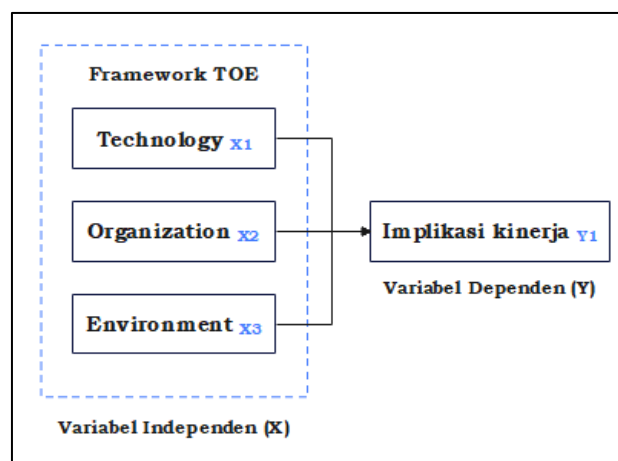 Framework TOE
Technology X1
Organization X2
Implikasi kinerja Y1
Variabel Dependen (Y)
Environment X3
Variabel Independen (X)